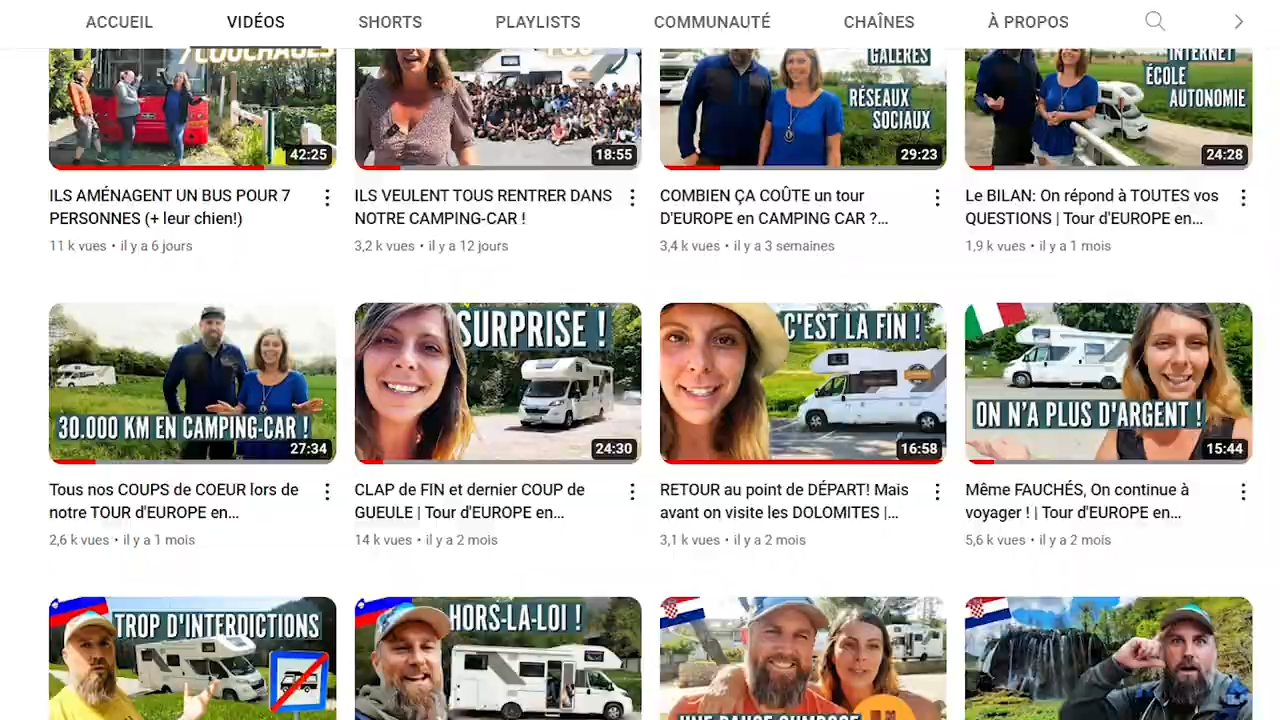 ACCUEIL VIDÉOS SHORTS PLAYLISTS COMMUNAUTÉ CHAÎNES À PROPOS
7 COUCHAGES
42:25
18:55
GALÈRES
RÉSEAUX
SOCIAUX
29:23
INTERNET
ÉCOLE
AUTONOMIE
24:28
ILS AMÉNAGENT UN BUS POUR 7
PERSONNES (+ leur chien!)
11 k vues • il y a 6 jours
ILS VEULENT TOUS RENTRER DANS
NOTRE CAMPING-CAR !
3,2 k vues • il y a 12 jours
COMBIEN ÇA COÛTE un tour
D'EUROPE en CAMPING CAR ?...
3,4 k vues • il y a 3 semaines
Le BILAN: On répond à TOUTES vos
QUESTIONS | Tour d'EUROPE en...
1,9 k vues • il y a 1 mois
30.000 KM EN CAMPING-CAR !
27:34
SURPRISE !
24:30
C'EST LA FIN !
16:58
ON N'A PLUS D'ARGENT !
15:44
Tous nos COUPS de COEUR lors de
notre TOUR d'EUROPE en...
2,6 k vues • il y a 1 mois
CLAP de FIN et dernier COUP de
GUEULE | Tour d'EUROPE en...
14 k vues • il y a 2 mois
RETOUR au point de DÉPART! Mais
avant on visite les DOLOMITES |...
3,1 k vues • il y a 2 mois
Même FAUCHÉS, On continue à
voyager ! | Tour d'EUROPE en...
5,6 k vues • il y a 2 mois
TROP D'INTERDICTIONS
HORS-LA-LOI !
UNE PAUSE S'IMPOSE